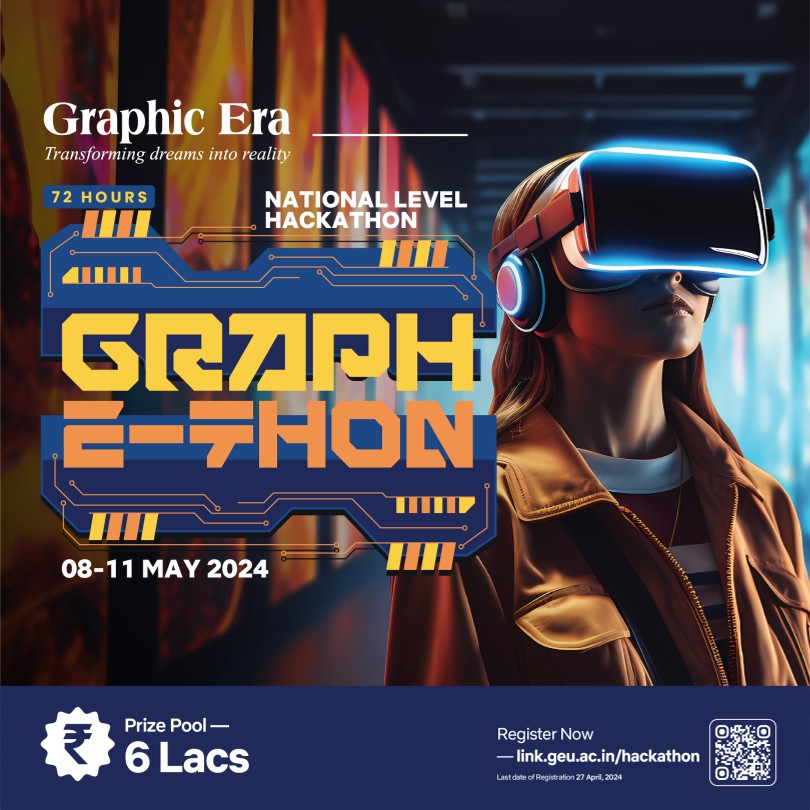 Graphic Era
Transforming dreams into reality
72 HOURS
NATIONAL LEVEL
HACKATHON
GRAPH
E-THON
08-11 MAY 2024
₹
Prize Pool —
6 Lacs
Register Now
— link.geu.ac.in/hackathon
Last date of Registration 27 April, 2024